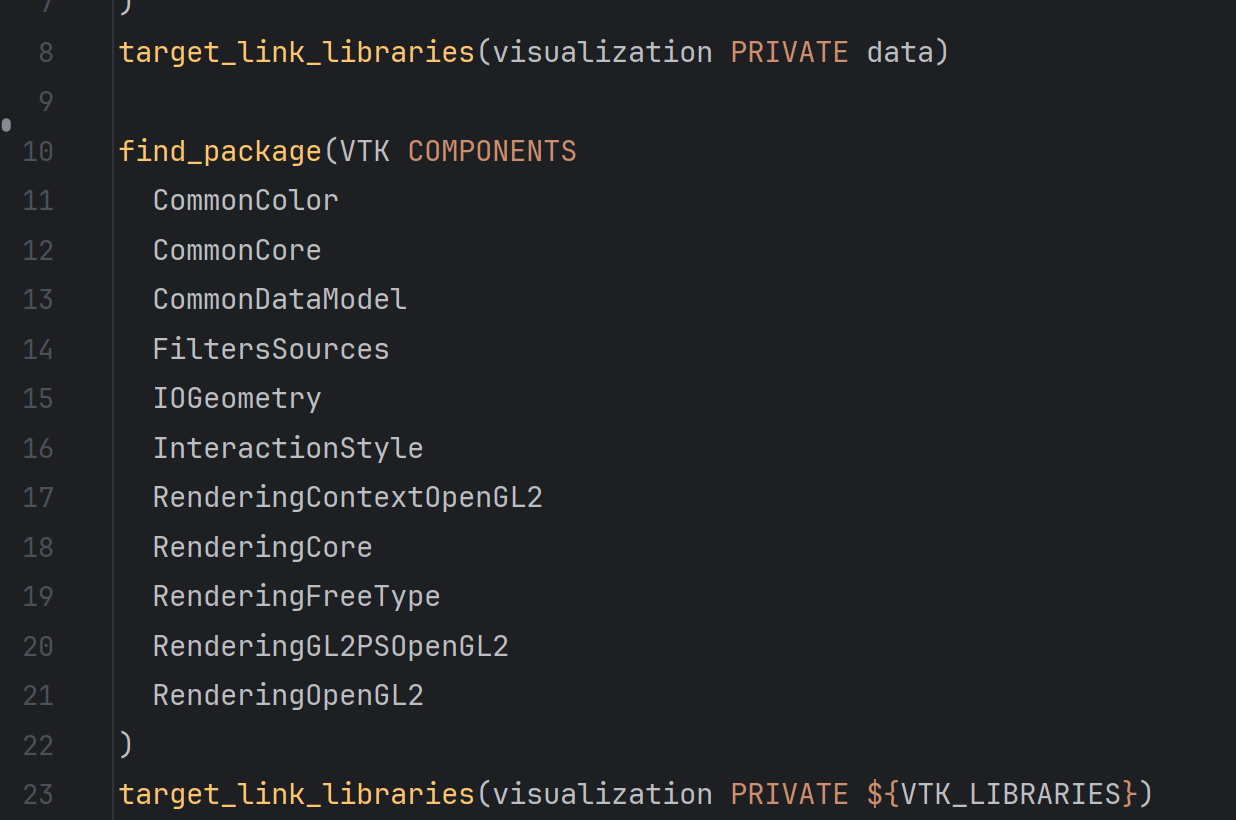 7 )
8 target_link_libraries(visualization PRIVATE data)
9
10 find_package(VTK COMPONENTS
11   CommonColor
12   CommonCore
13   CommonDataModel
14   FiltersSources
15   IOGeometry
16   InteractionStyle
17   RenderingContextOpenGL2
18   RenderingCore
19   RenderingFreeType
20   RenderingGL2PSOpenGL2
21   RenderingOpenGL2
22 )
23 target_link_libraries(visualization PRIVATE ${VTK_LIBRARIES})